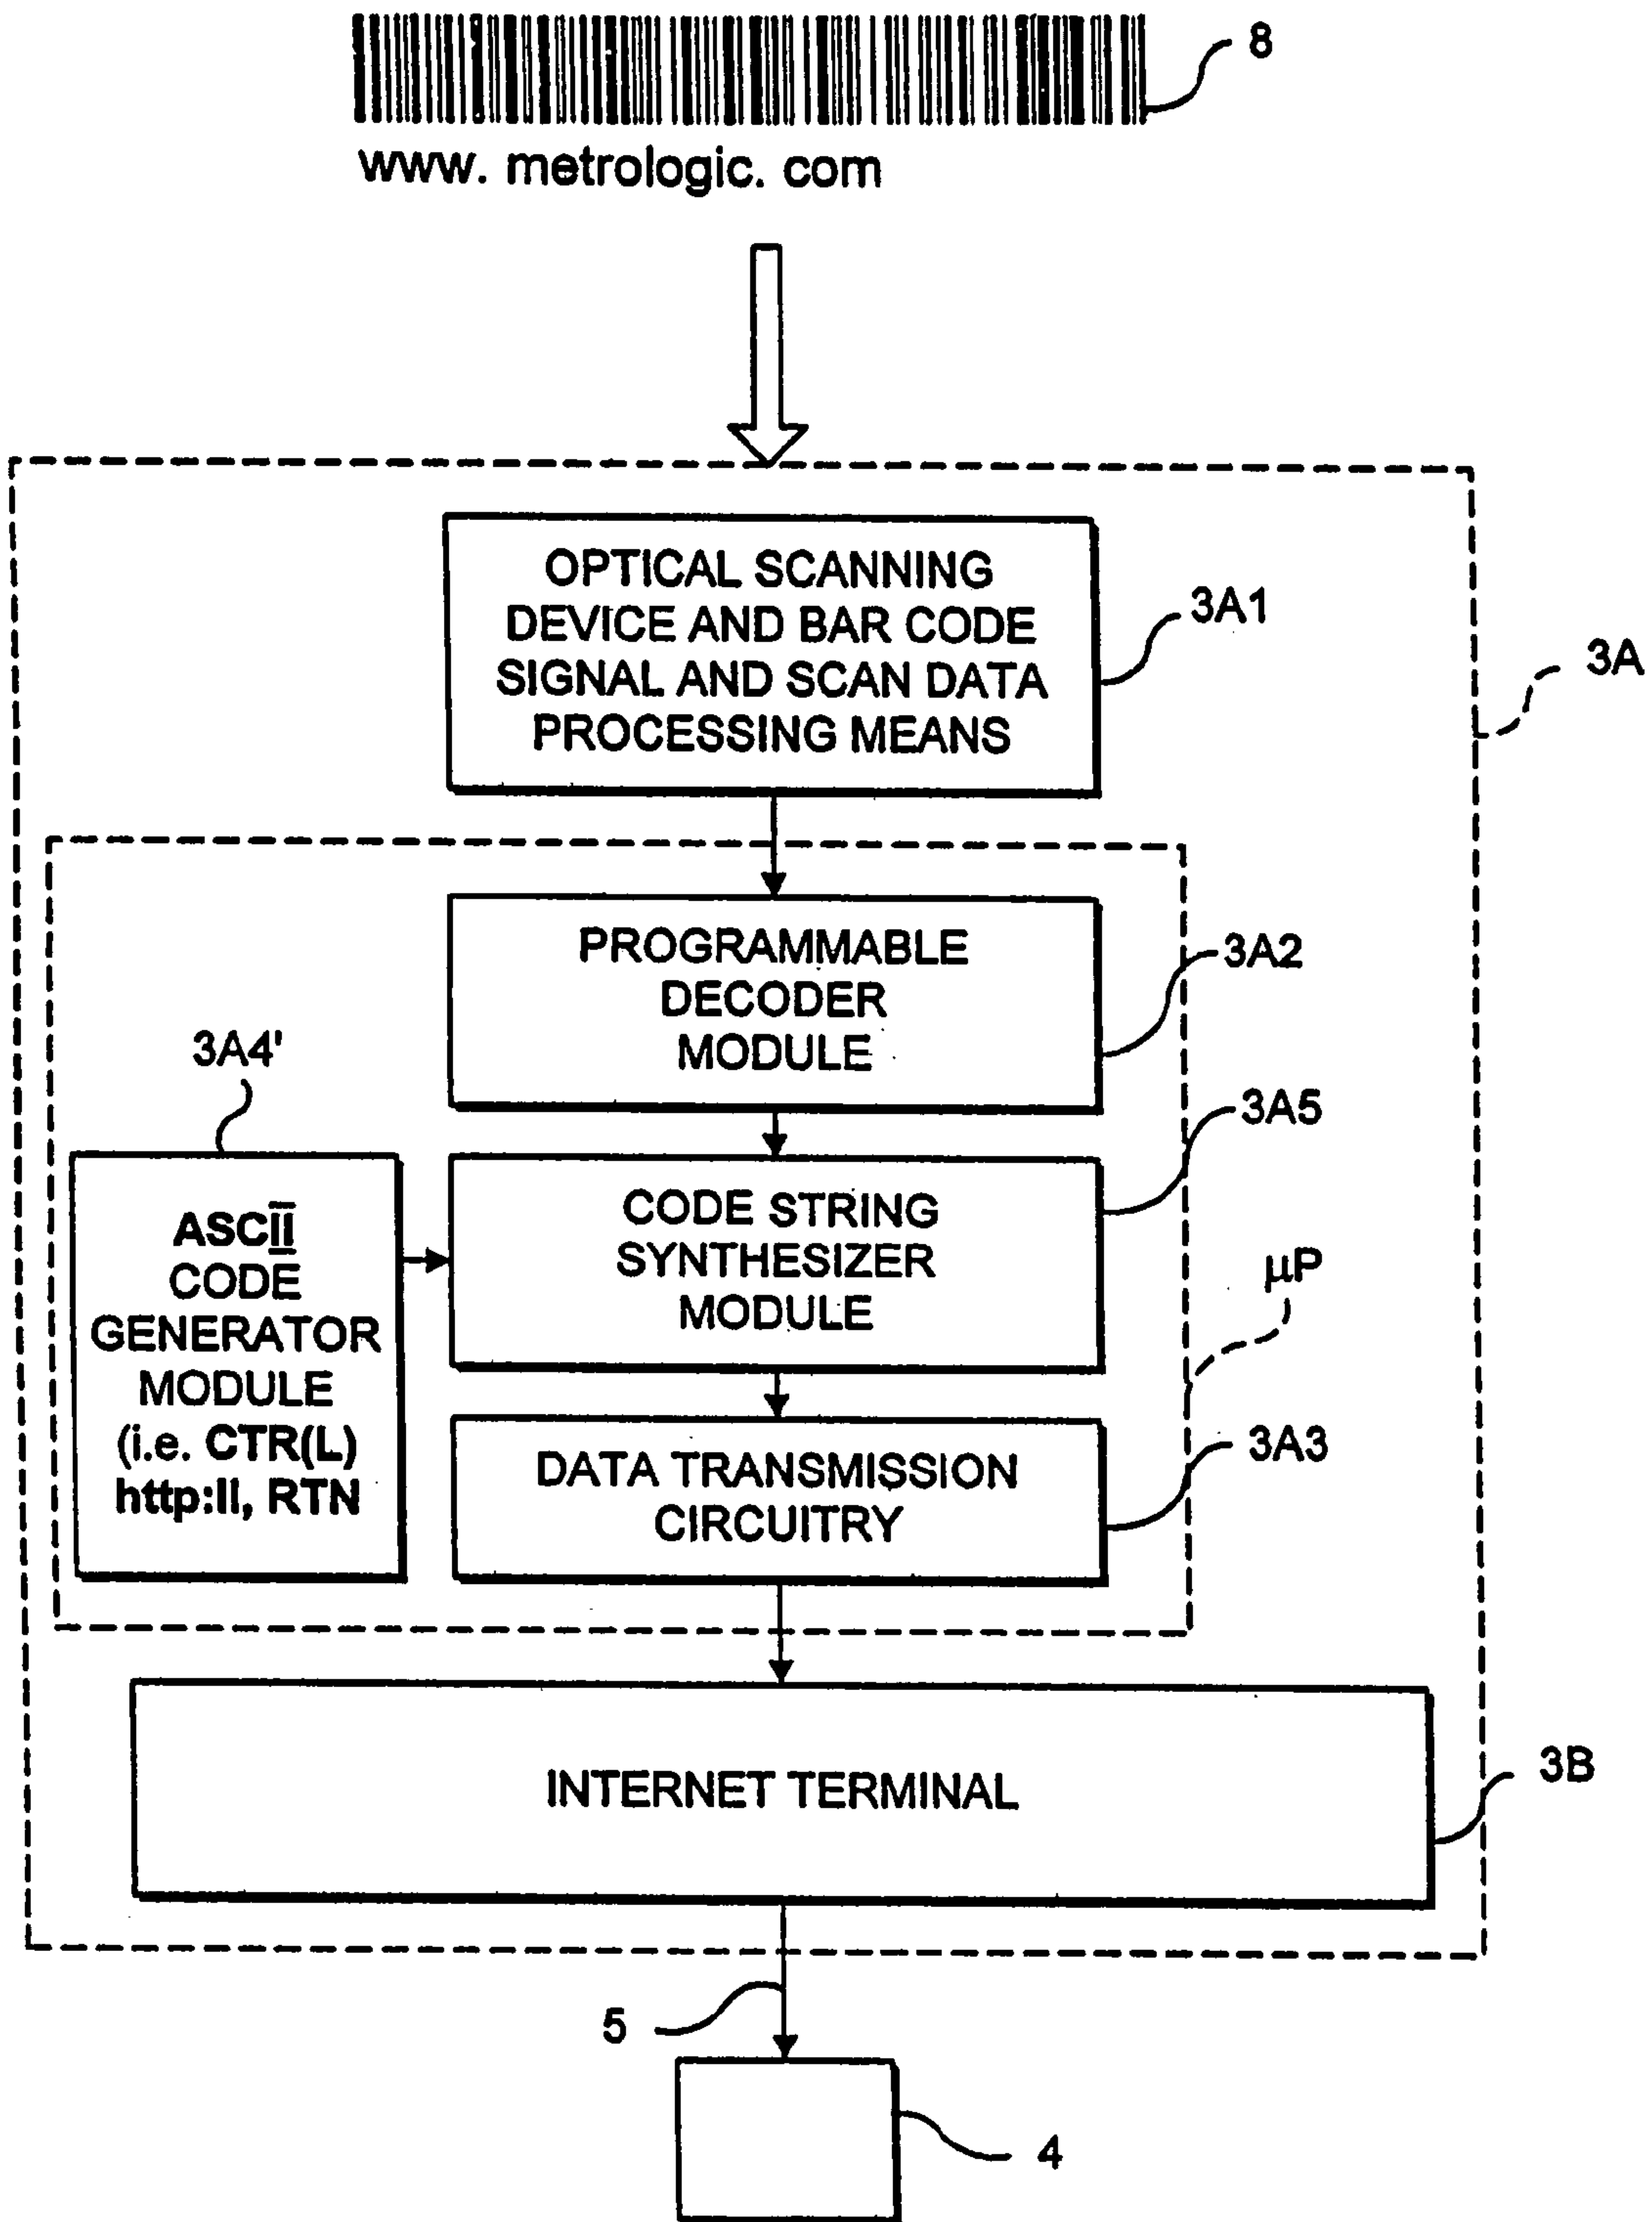 8
www. metrologic. com
OPTICAL SCANNING
DEVICE AND BAR CODE
SIGNAL AND SCAN DATA
PROCESSING MEANS
3A1
3A
PROGRAMMABLE
DECODER
MODULE
3A2
3A4'
3A5
ASCII
CODE
GENERATOR
MODULE
(i.e. CTR(L)
http:II, RTN
CODE STRING
SYNTHESIZER
MODULE
µP
DATA TRANSMISSION
CIRCUITRY
3A3
INTERNET TERMINAL
3B
5
4